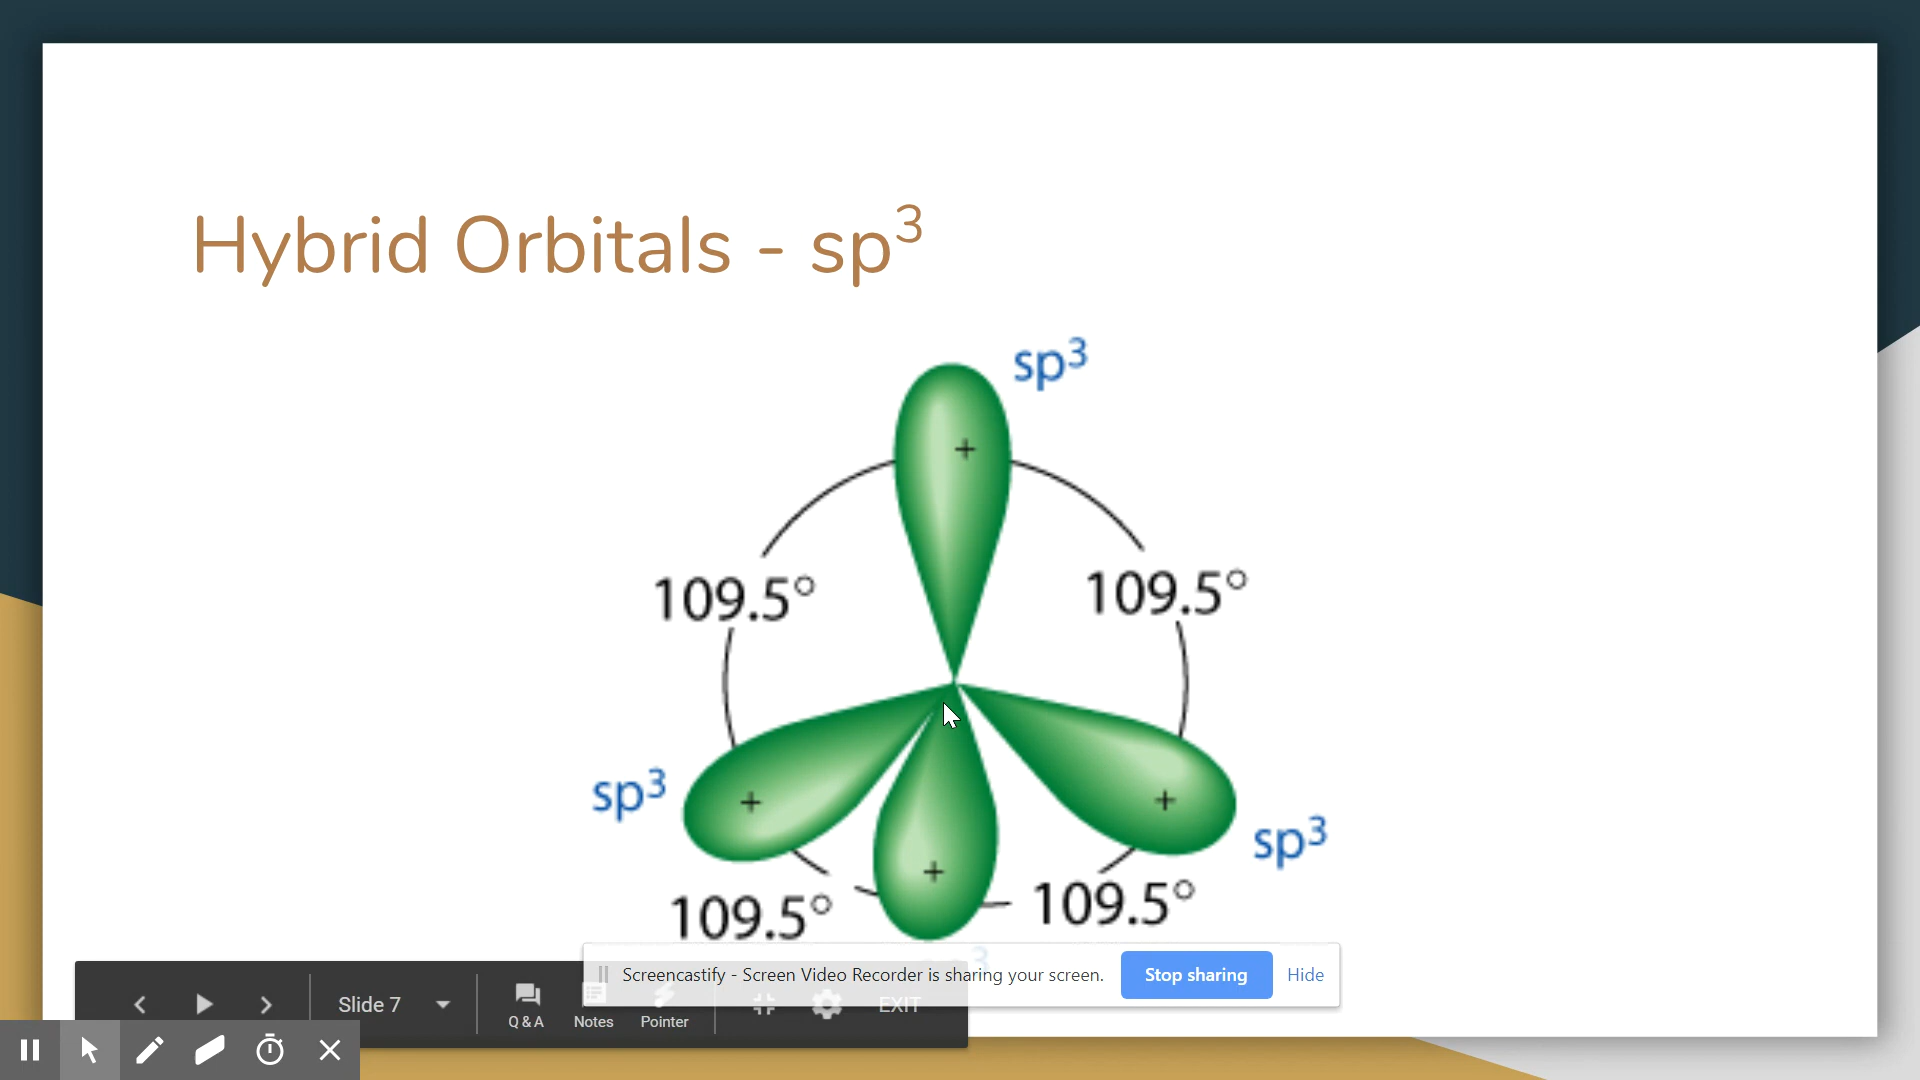 Hybrid Orbitals - sp³
sp³
+
109.5°
109.5°
sp³
+
+
sp³
+
109.5°
109.5°
3
Screencastify - Screen Video Recorder is sharing your screen.
Stop sharing
Hide
Slide 7
Q & A
Notes
Pointer
EXIT